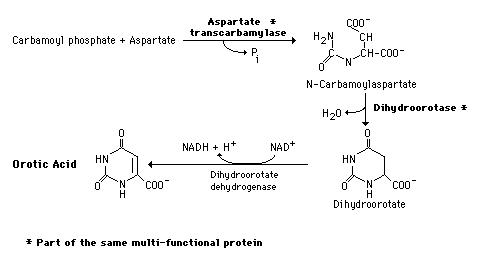 Aspartate *
transcarbamylase
Carbamoyl phosphate + Aspartate
Pi
COO⁻
H₂N
CH
CH-COO⁻
O
N
N-Carbamoylaspartate
H₂O
Dihydroorotase *
O
HN
O
N
H
COO⁻
Dihydroorotate
NADH + H⁺
NAD⁺
Dihydroorotate
dehydrogenase
Orotic Acid
O
HN
O
N
H
COO⁻
* Part of the same multi-functional protein